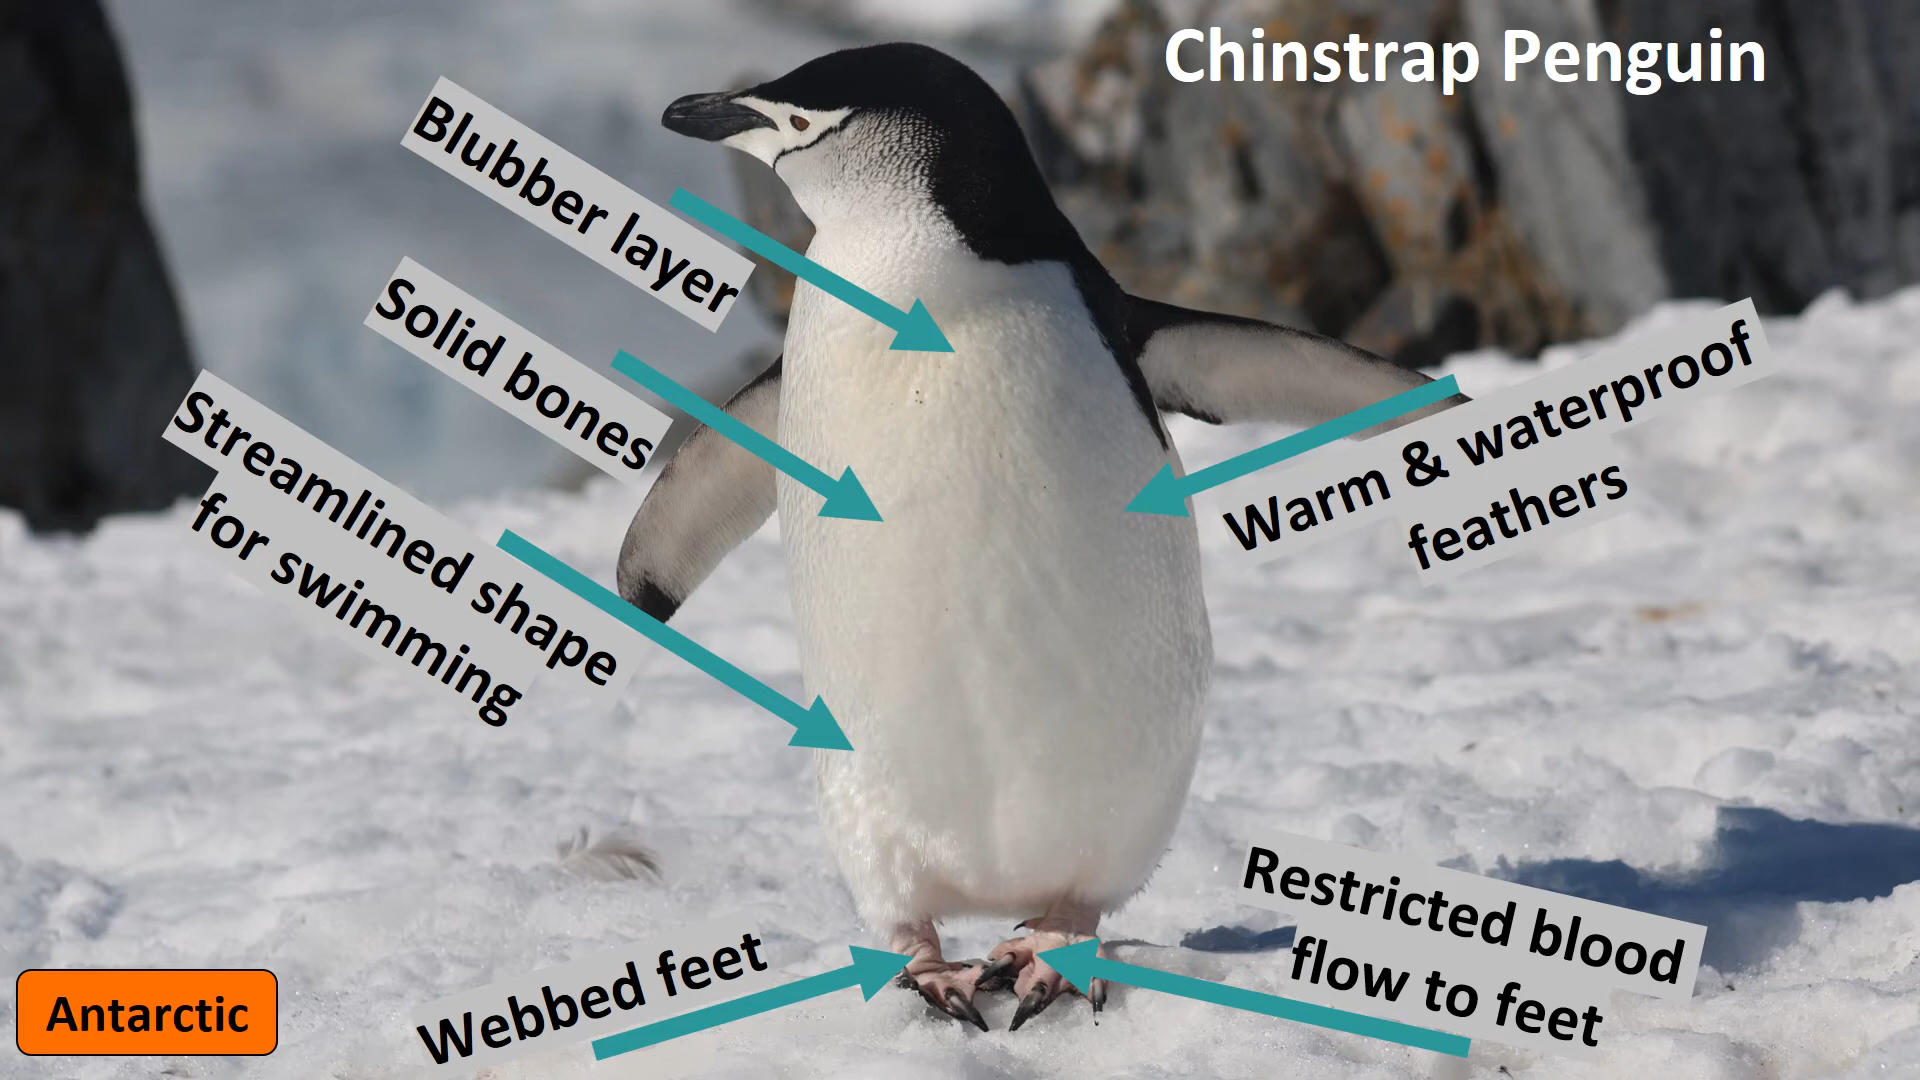 Chinstrap Penguin
Blubber layer
Solid bones
Streamlined shape
for swimming
Warm & waterproof
feathers
Restricted blood
flow to feet
Webbed feet
Antarctic